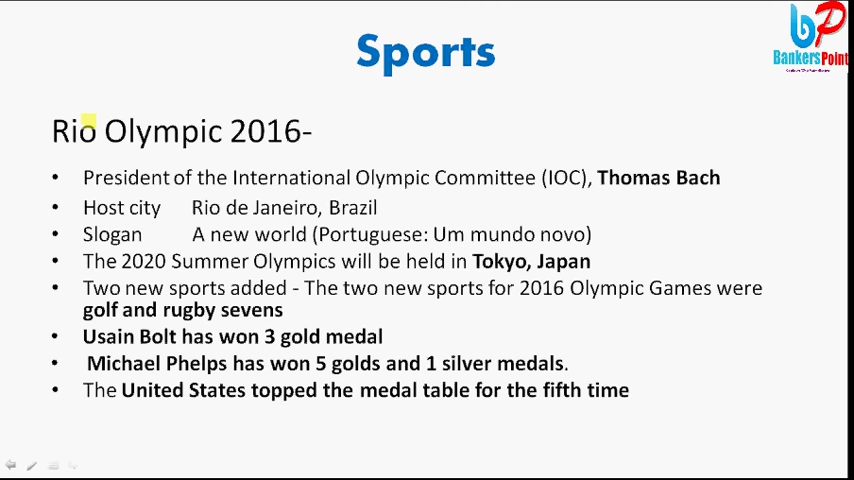 Sports
BankersPoint
Rio Olympic 2016-
• President of the International Olympic Committee (IOC), Thomas Bach
• Host city Rio de Janeiro, Brazil
• Slogan A new world (Portuguese: Um mundo novo)
• The 2020 Summer Olympics will be held in Tokyo, Japan
• Two new sports added - The two new sports for 2016 Olympic Games were
golf and rugby sevens
• Usain Bolt has won 3 gold medal
• Michael Phelps has won 5 golds and 1 silver medals.
• The United States topped the medal table for the fifth time